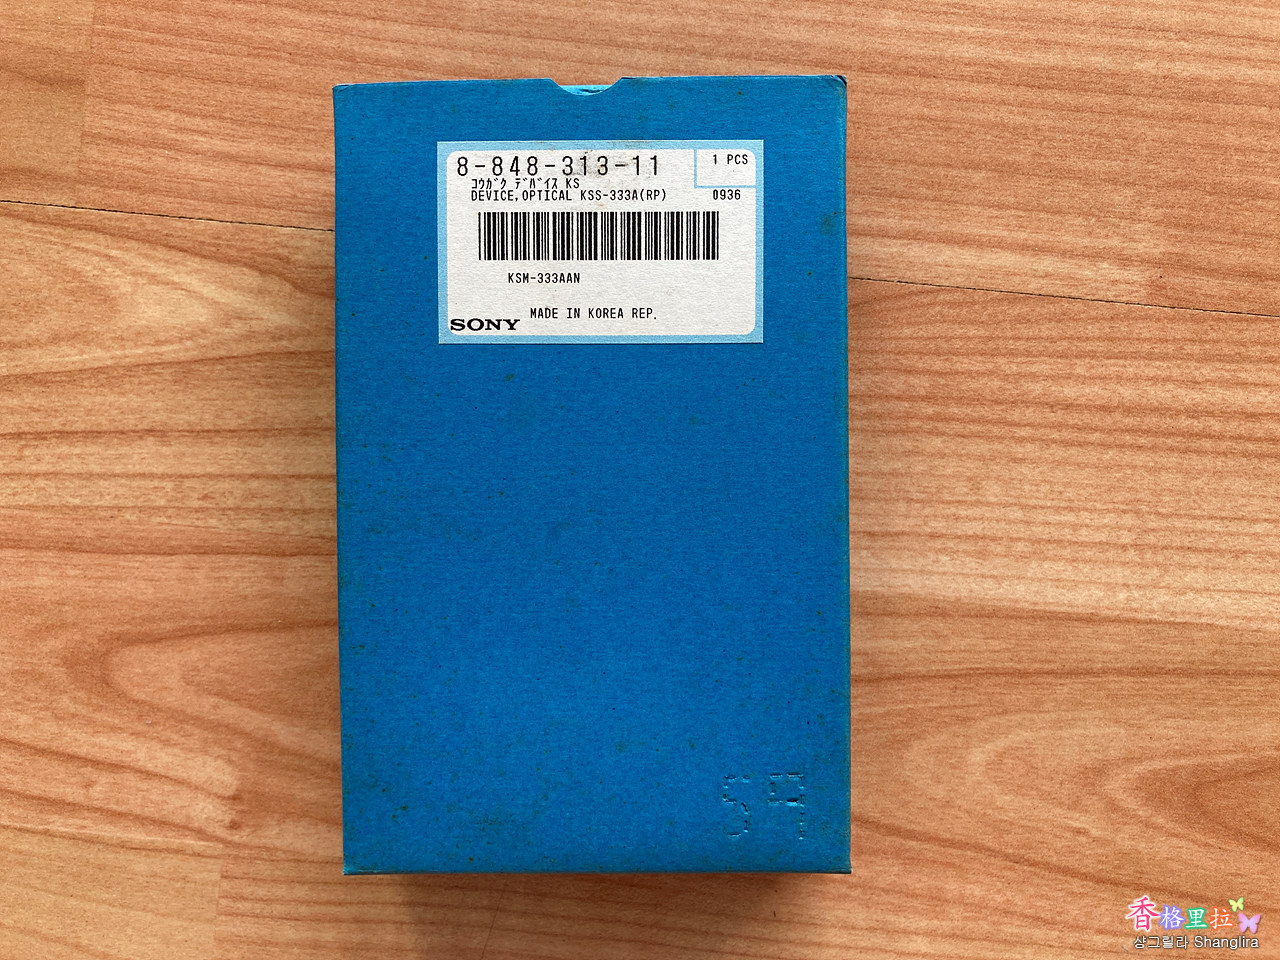 8-848-313-11
1 PCS
ｺｳｶﾞｸ ﾃﾞﾊﾞｲｽ KS
DEVICE,OPTICAL KSS-333A(RP)
0936
KSM-333AAN
MADE IN KOREA REP.
SONY
59
香格里拉
샹그릴라 Shanglira